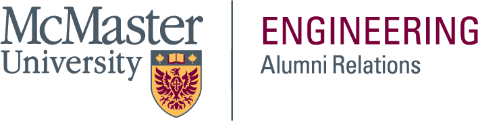 McMaster
University
ENGINEERING
Alumni Relations